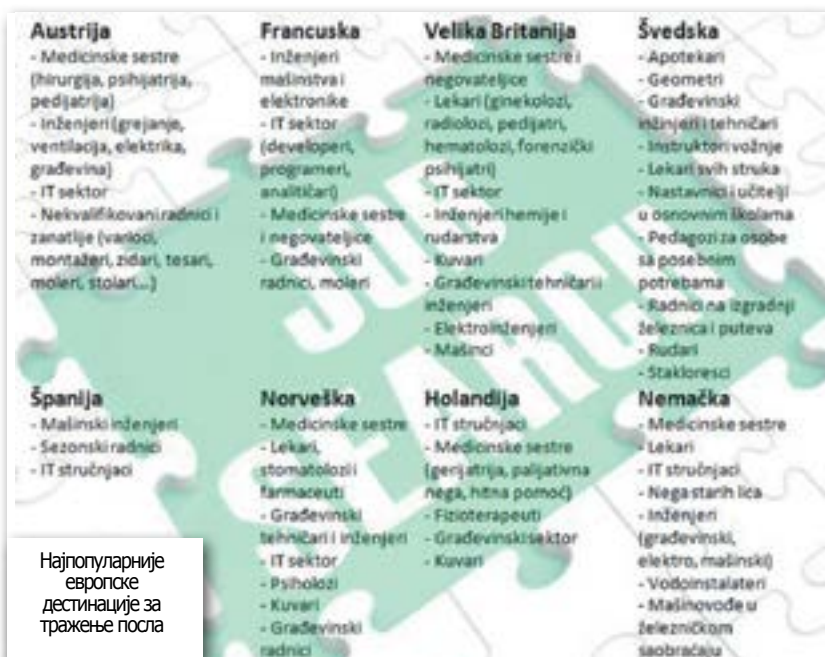 Austrija
- Medicinske sestre
(hirurgija, psihijatrija,
pedijatrija)
- Inženjeri (grejanje,
ventilacija, elektrika,
građevina)
- IT sektor
- Nekvalifikovani radnici i
zanatlije (varioci,
montažeri, zidari, tesari,
moleri, stolari...)
Francuska
- Inženjeri
mašinstva i
elektronike
- IT sektor
(developeri,
programeri,
analitičari)
- Medicinske sestre
i negovateljice
- Građevinski
radnici, moleri
Velika Britanija
- Medicinske sestre i
negovateljice
- Lekari (ginekolozi,
radiolozi, pedijatri,
hematolozi, forenzički
psihijatri)
- IT sektor
- Inženjeri hemije i
rudarstva
- Kuvari
- Građevinski tehničari i
inženjeri
- Elektroinženjeri
- Mašinci
Švedska
- Apotekari
- Geometri
- Građevinski
inžinjeri i tehničari
- Instruktori vožnje
- Lekari svih struka
- Nastavnici i učitelji
u osnovnim školama
- Pedagozi za osobe
sa posebnim
potrebama
- Radnici na izgradnji
železnica i puteva
- Rudari
- Stakloresci
Španija
- Mašinski inženjeri
- Sezonski radnici
- IT stručnjaci
Norveška
- Medicinske sestre
- Lekari,
stomatolozi i
farmaceuti
- Građevinski
tehničari i inženjeri
- IT sektor
- Psiholozi
- Kuvari
- Građevinski
radnici
Holandija
- IT stručnjaci
- Medicinske sestre
(gerijatrija, palijativna
nega, hitna pomoć)
- Fizioterapeuti
- Građevinski sektor
- Kuvari
Nemačka
- Medicinske sestre
- Lekari
- IT stručnjaci
- Nega starih lica
- Inženjeri
(građevinski,
elektro, mašinski)
- Vodoinstalateri
- Mašinovođe u
železničkom
saobraćaju
JOB
SEARCH
Најпопуларније
европске
дестинације за
тражење посла